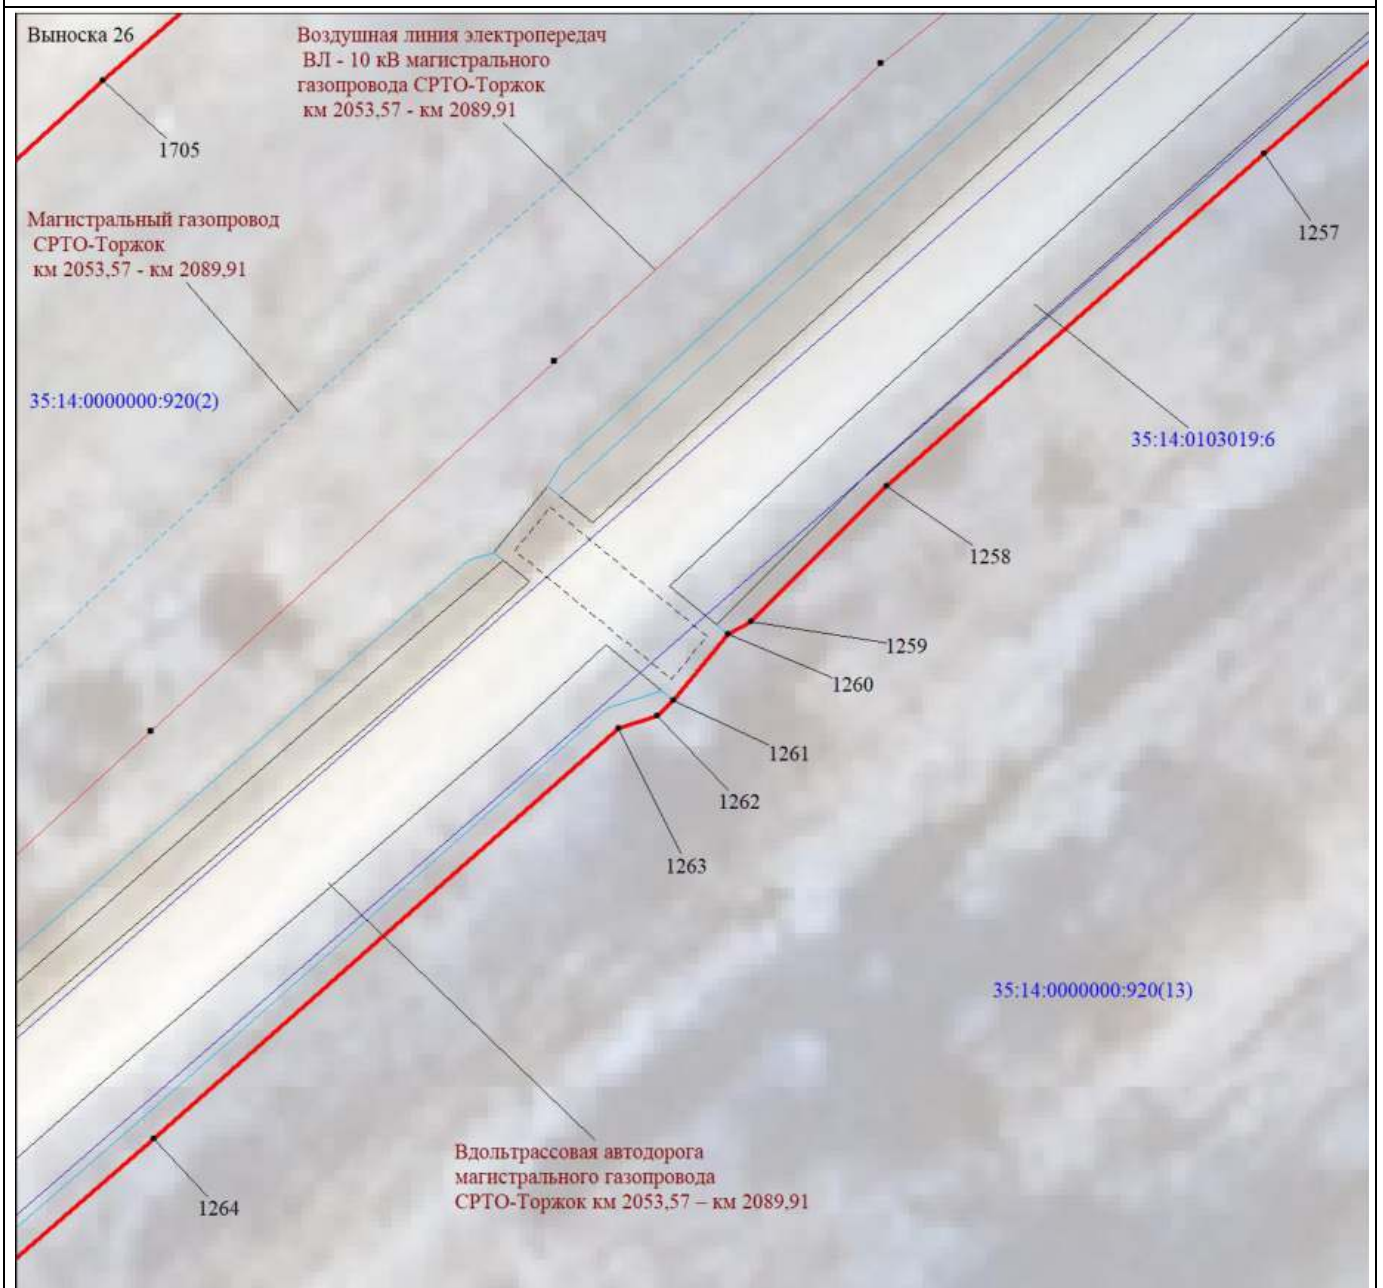 Выноска 26
Воздушная линия электропередач
ВЛ - 10 кВ магистрального
газопровода СРТО-Торжок
км 2053,57 - км 2089,91
1705
Магистральный газопровод
СРТО-Торжок
км 2053,57 - км 2089,91
1257
35:14:0000000:920(2)
35:14:0103019:6
1258
1259
1260
1261
1262
1263
35:14:0000000:920(13)
Вдольтрассовая автодорога
магистрального газопровода
СРТО-Торжок км 2053,57 – км 2089,91
1264